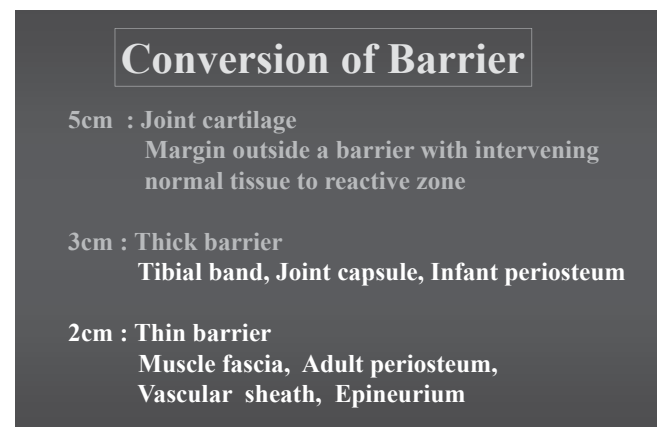 Conversion of Barrier
5cm : Joint cartilage
Margin outside a barrier with intervening
normal tissue to reactive zone
3cm : Thick barrier
Tibial band, Joint capsule, Infant periosteum
2cm : Thin barrier
Muscle fascia, Adult periosteum,
Vascular sheath, Epineurium